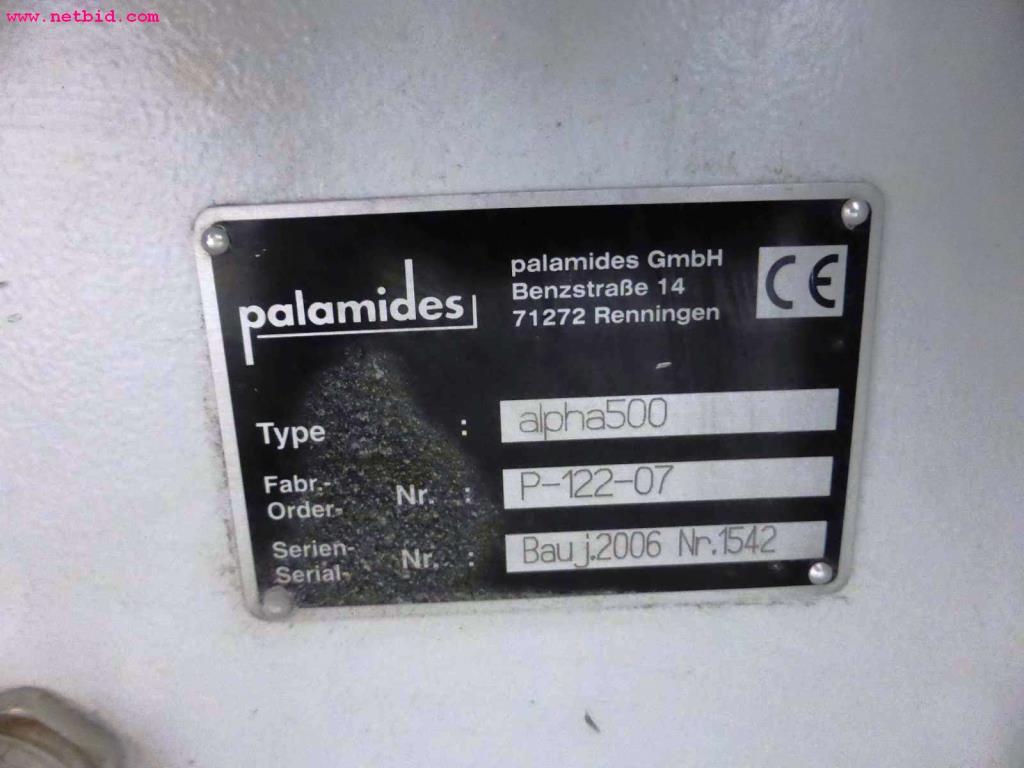 www.netbid.com
palamides
palamides GmbH
Benzstraße 14
71272 Renningen
CE
Type : alpha500
Fabr.-
Order- Nr. : P-122-07
Serien-
Serial- Nr. : Bauj.2006 Nr.1542